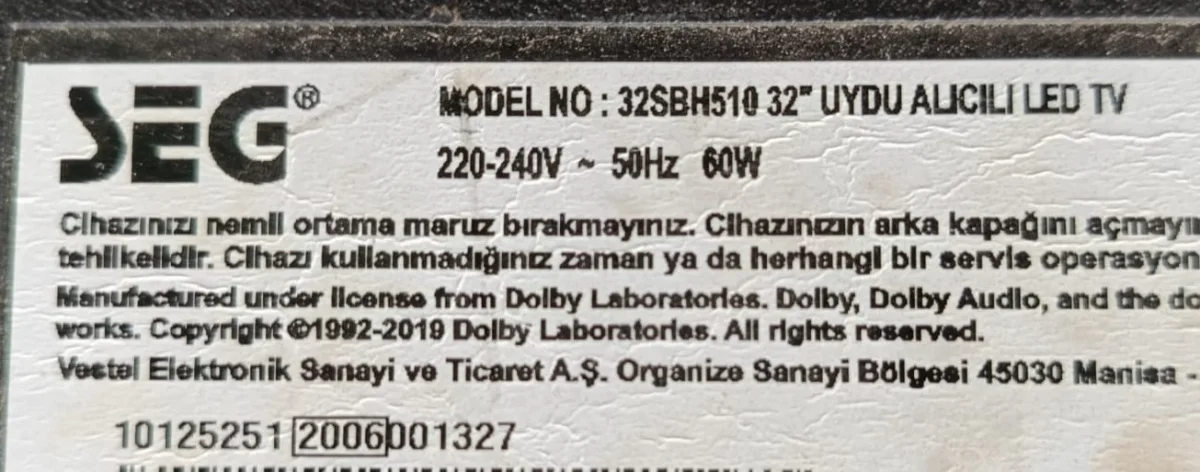 SEG®
MODEL NO : 32SBH510 32" UYDU ALICILI LED TV
220-240V ~ 50Hz 60W
Cihazınızı nemli ortama maruz bırakmayınız. Cihazınızın arka kapağını açmayın
tehlikelidir. Cihazı kullanmadığınız zaman ya da herhangi bir servis operasyon
Manufactured under license from Dolby Laboratories. Dolby, Dolby Audio, and the do
works. Copyright ©1992-2019 Dolby Laboratories. All rights reserved.
Vestel Elektronik Sanayi ve Ticaret A.Ş. Organize Sanayi Bölgesi 45030 Manisa -
10125251 2006001327